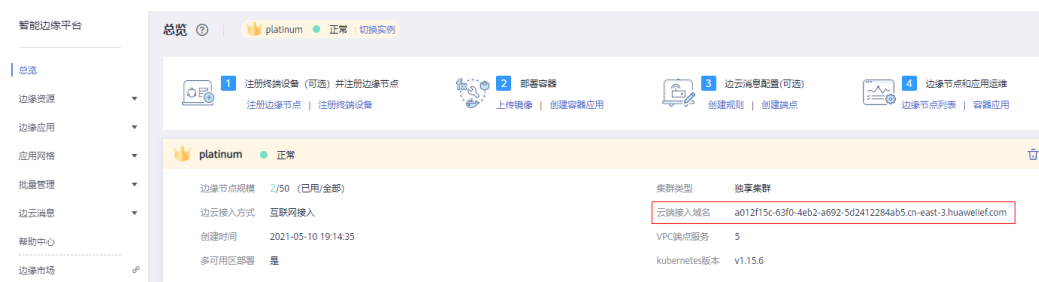 智能边缘平台
总览
边缘资源
边缘应用
应用网格
批量管理
边云消息
帮助中心
边缘市场
总览 platinum 正常 切换实例
1 注册终端设备（可选）并注册边缘节点
注册边缘节点 | 注册终端设备
2 部署容器
上传镜像 | 创建容器应用
3 边云消息配置(可选)
创建规则 | 创建端点
4 边缘节点和应用运维
边缘节点列表 | 容器应用
platinum 正常
边缘节点规模 2/50 （已用/全部）
集群类型 独享集群
边云接入方式 互联网接入
云端接入域名 a012f15c-63f0-4eb2-a692-5d2412284ab5.cn-east-3.huaweiief.com
创建时间 2021-05-10 19:14:35
VPC端点服务 5
多可用区部署 是
kubernetes版本 v1.15.6